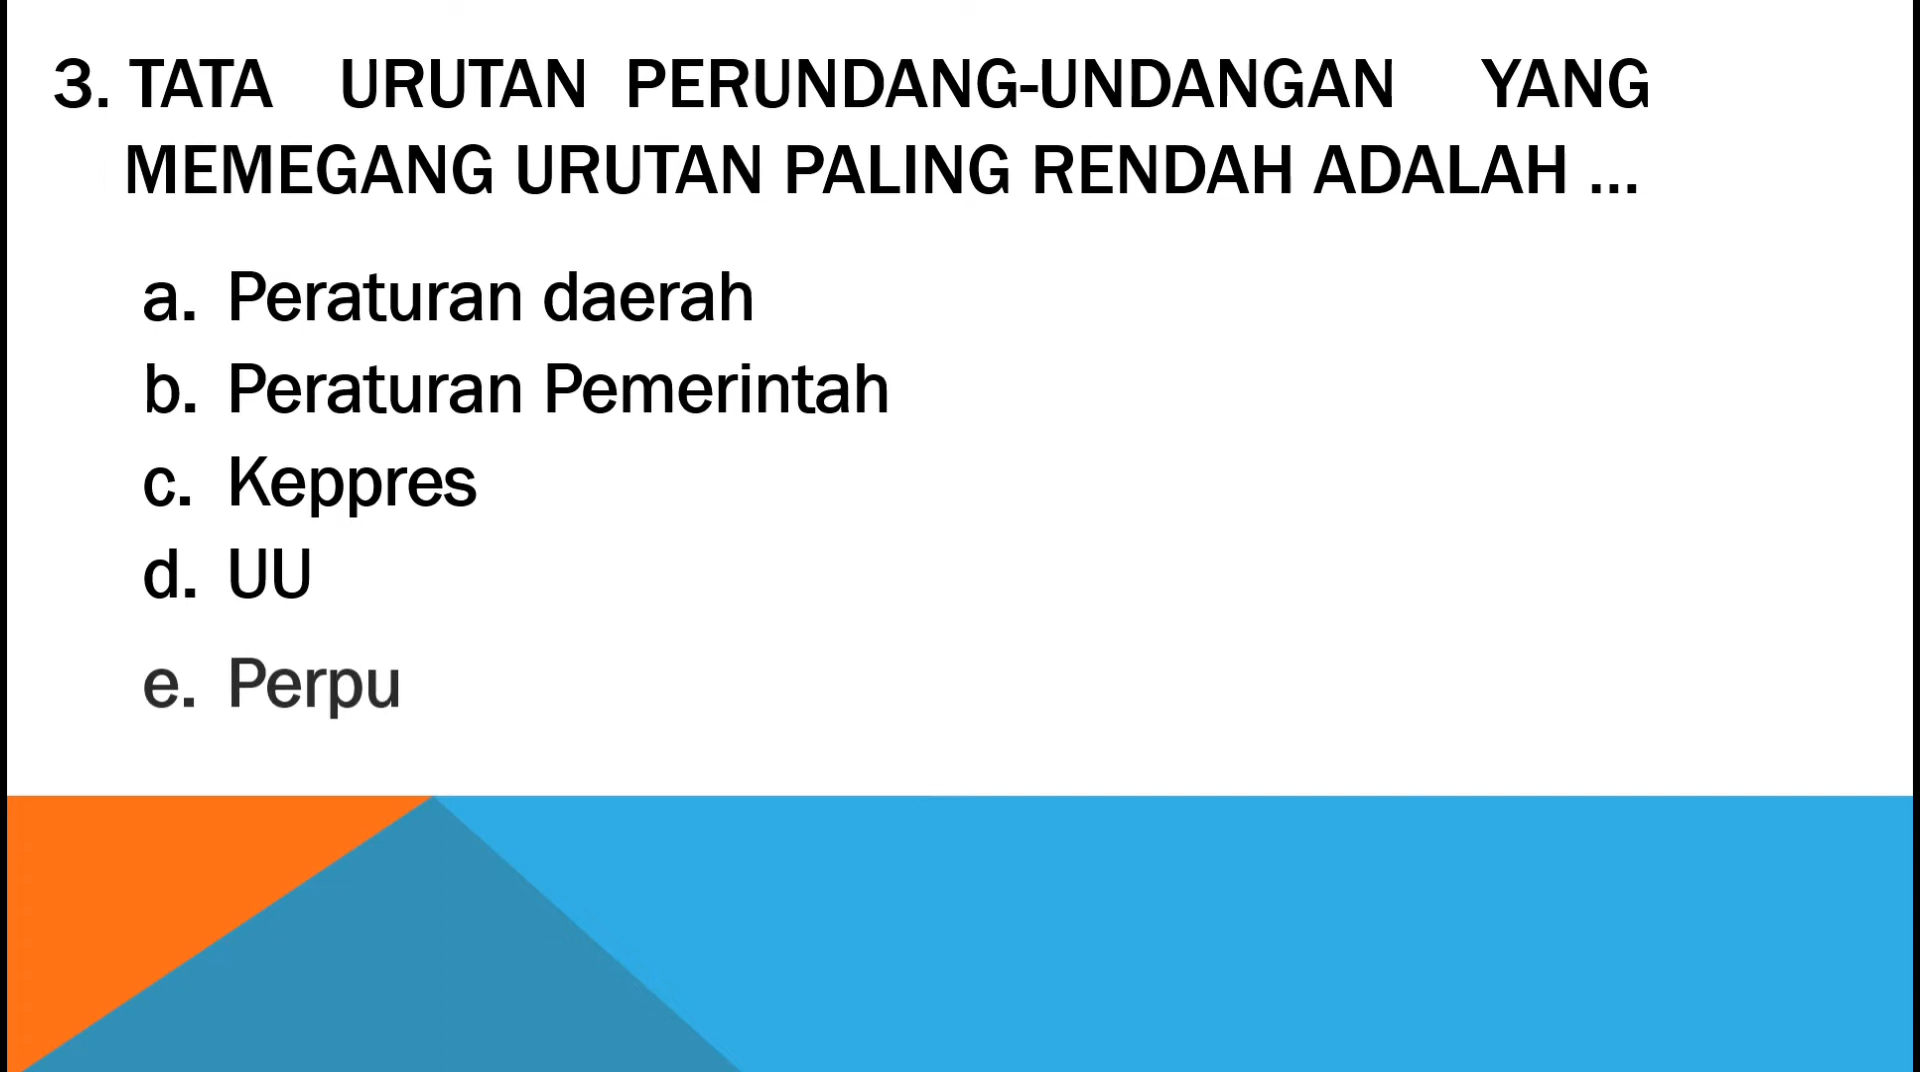 3. TATA URUTAN PERUNDANG-UNDANGAN YANG
MEMEGANG URUTAN PALING RENDAH ADALAH ...
a. Peraturan daerah
b. Peraturan Pemerintah
c. Keppres
d. UU
e. Perpu